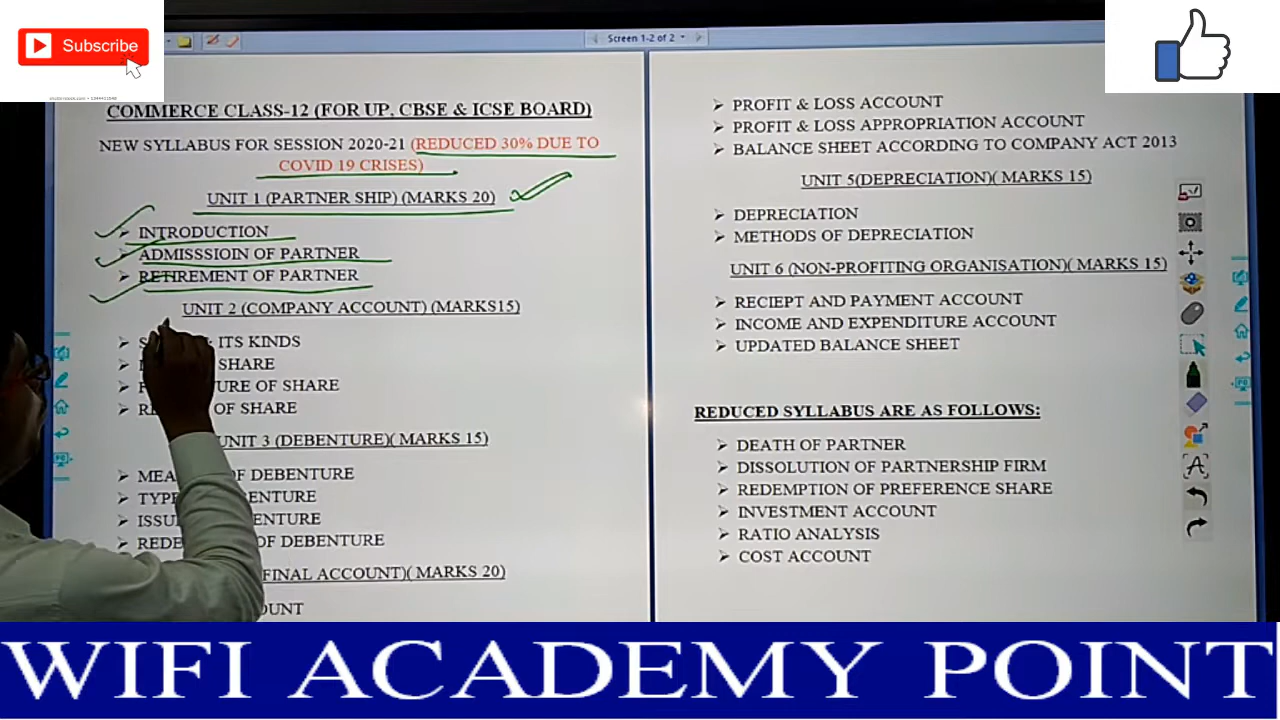 Subscribe
Screen 1-2 of 2
COMMERCE CLASS-12 (FOR UP, CBSE & ICSE BOARD)
NEW SYLLABUS FOR SESSION 2020-21 (REDUCED 30% DUE TO
COVID 19 CRISES)
UNIT 1 (PARTNER SHIP) (MARKS 20)
INTRODUCTION
ADMISSSIOIN OF PARTNER
RETIREMENT OF PARTNER
UNIT 2 (COMPANY ACCOUNT) (MARKS15)
ITS KINDS
SHARE
OF SHARE
OF SHARE
UNIT 3 (DEBENTURE)( MARKS 15)
OF DEBENTURE
OF DEBENTURE
FINAL ACCOUNT)( MARKS 20)
PROFIT & LOSS ACCOUNT
PROFIT & LOSS APPROPRIATION ACCOUNT
BALANCE SHEET ACCORDING TO COMPANY ACT 2013
UNIT 5(DEPRECIATION)( MARKS 15)
DEPRECIATION
METHODS OF DEPRECIATION
UNIT 6 (NON-PROFITING ORGANISATION)( MARKS 15)
RECIEPT AND PAYMENT ACCOUNT
INCOME AND EXPENDITURE ACCOUNT
UPDATED BALANCE SHEET
REDUCED SYLLABUS ARE AS FOLLOWS:
DEATH OF PARTNER
DISSOLUTION OF PARTNERSHIP FIRM
REDEMPTION OF PREFERENCE SHARE
INVESTMENT ACCOUNT
RATIO ANALYSIS
COST ACCOUNT
WIFI ACADEMY POINT